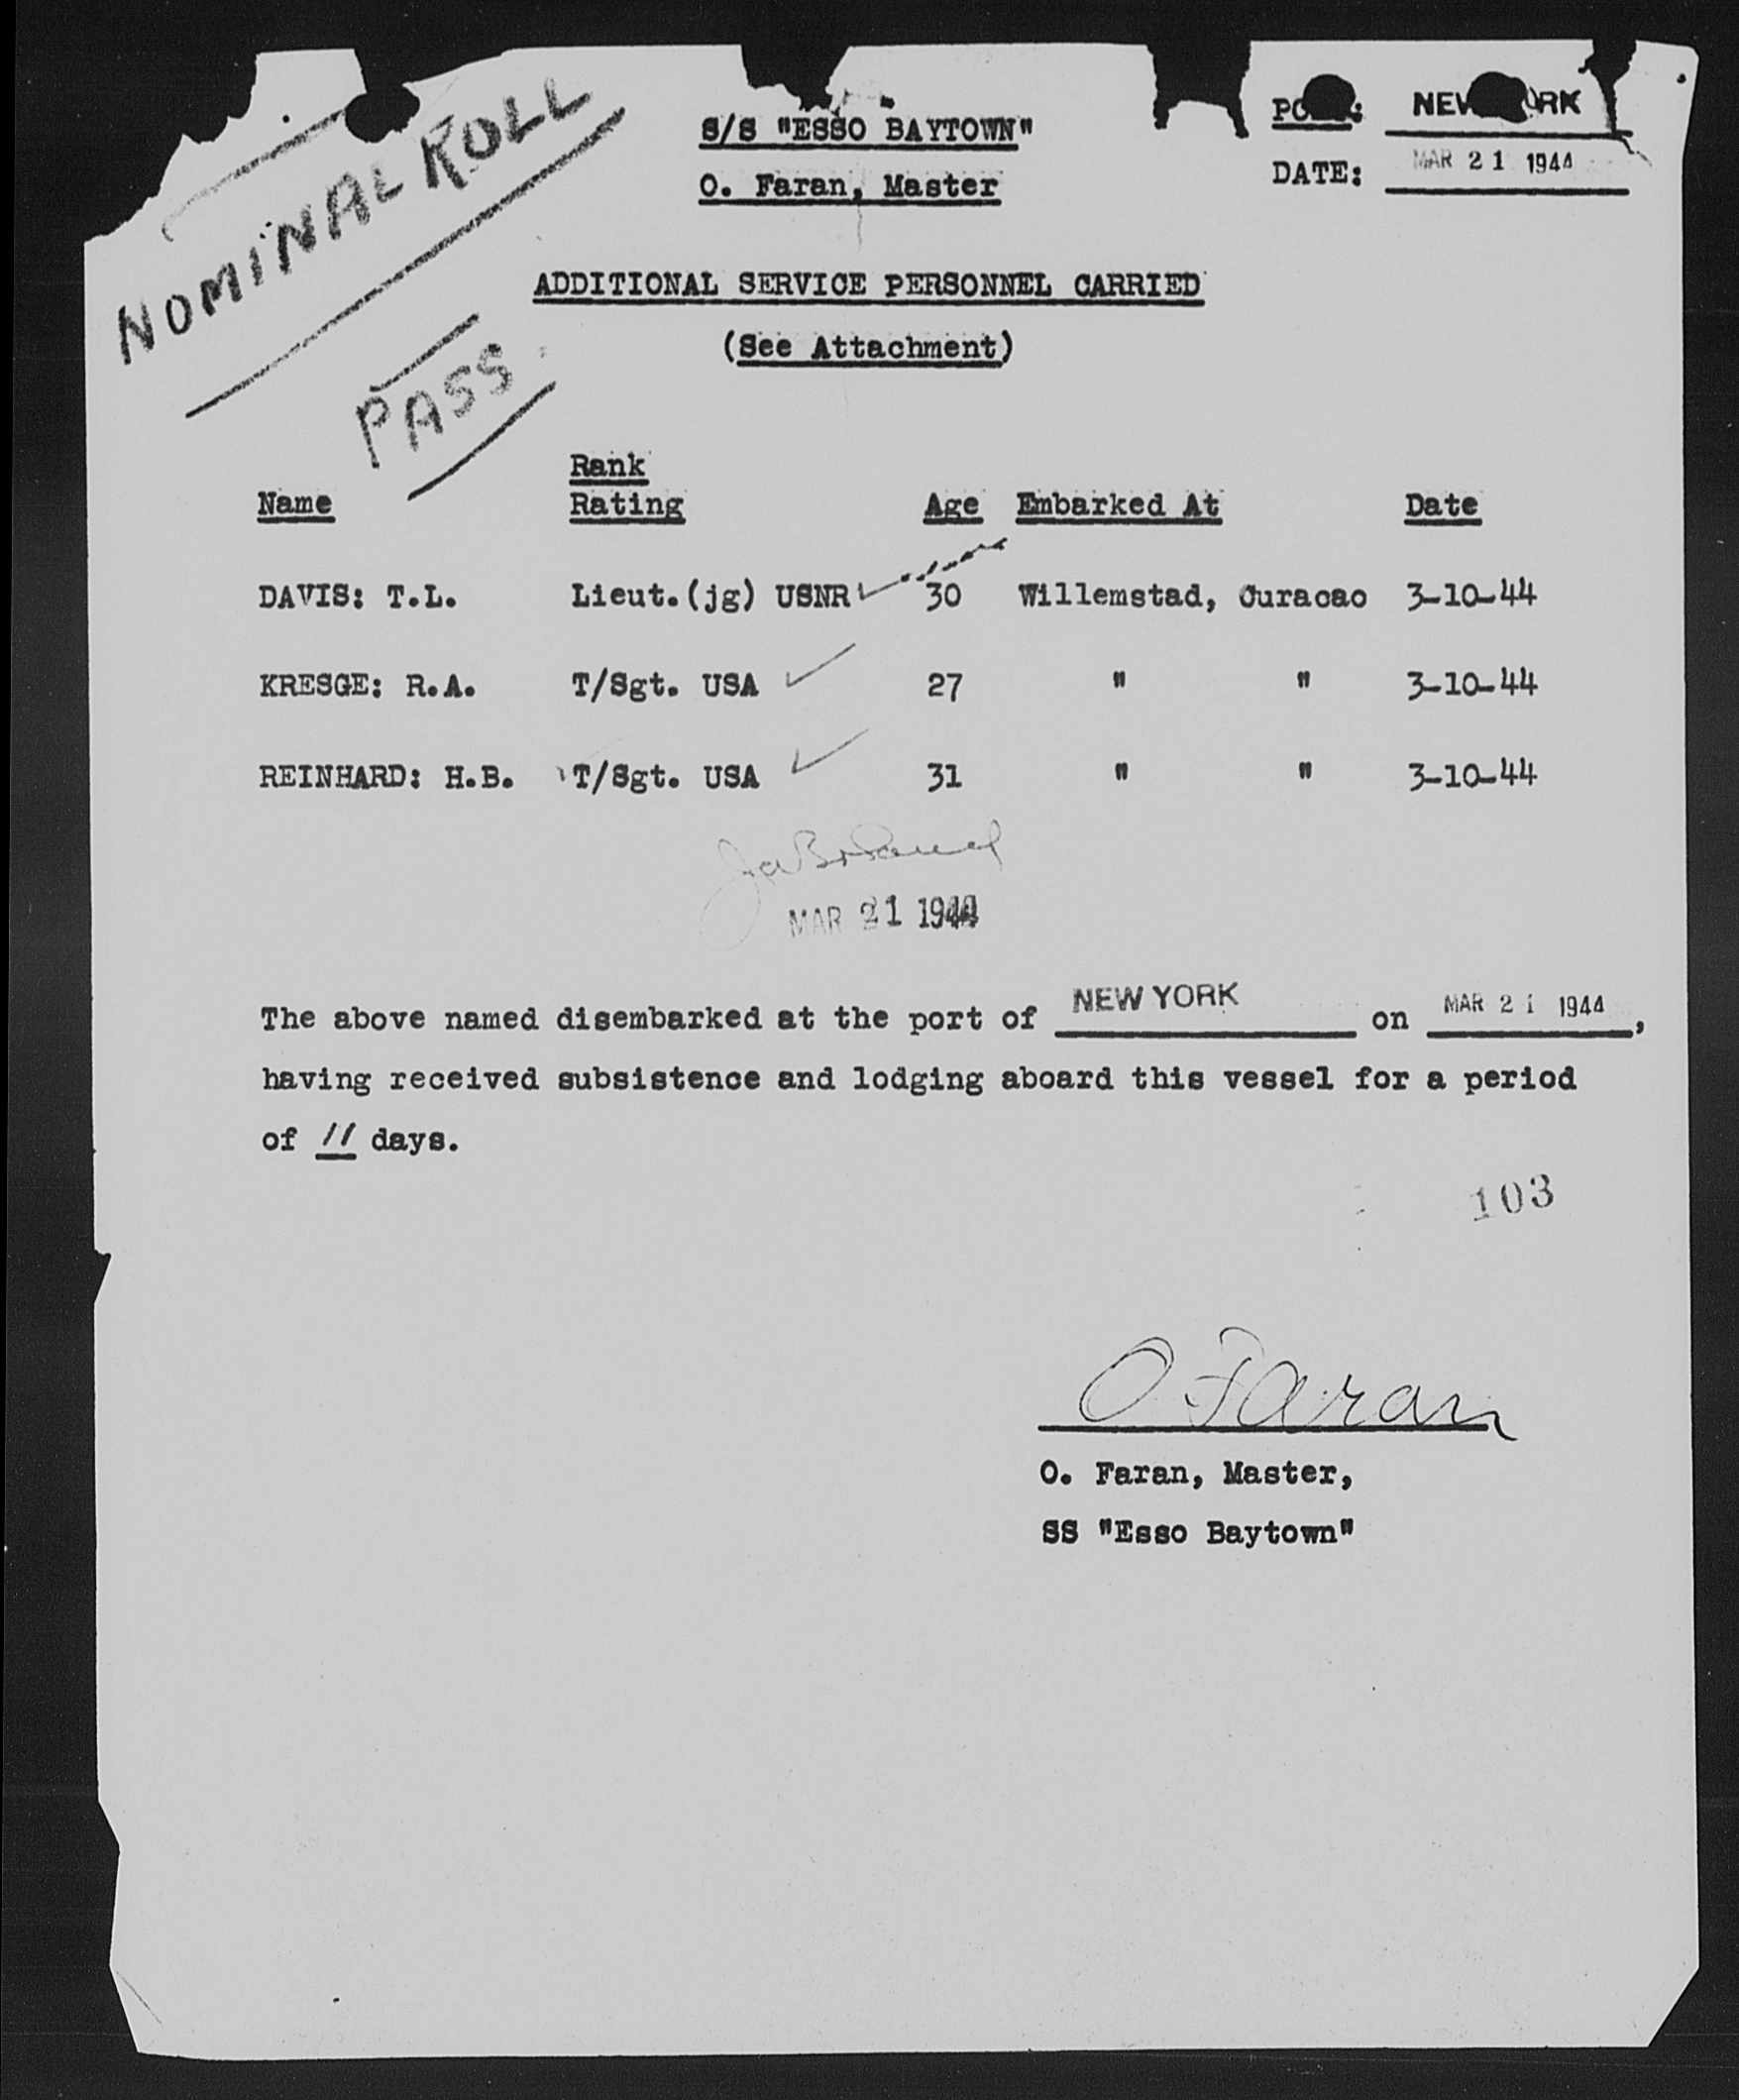 NOMINAL ROLL
PASS
S/S "ESSO BAYTOWN"
O. Faran, Master
PORT: NEW YORK
DATE: MAR 21 1944
ADDITIONAL SERVICE PERSONNEL CARRIED
(See Attachment)
Rank
Name Rating Age Embarked At Date
DAVIS: T.L. Lieut.(jg) USNR 30 Willemstad, Curacao 3-10-44
KRESGE: R.A. T/Sgt. USA 27 " " 3-10-44
REINHARD: H.B. T/Sgt. USA 31 " " 3-10-44
MAR 21 1944
The above named disembarked at the port of NEW YORK on MAR 21 1944,
having received subsistence and lodging aboard this vessel for a period
of 11 days.
103
O Faran
O. Faran, Master,
SS "Esso Baytown"